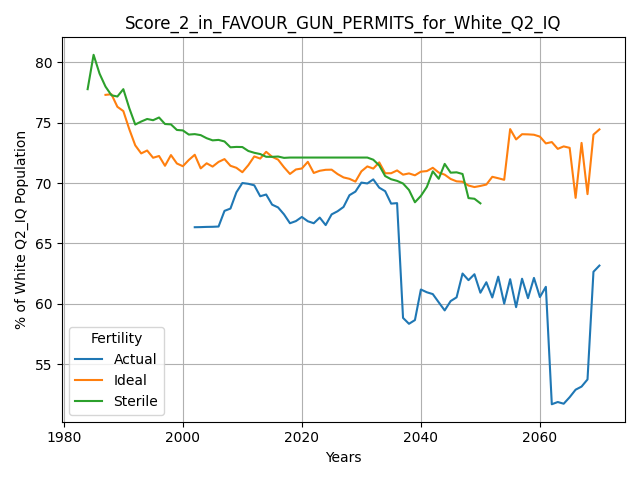 Score_2_in_FAVOUR_GUN_PERMITS_for_White_Q2_IQ
% of White Q2_IQ Population
80
75
70
65
60
55
Fertility
Actual
Ideal
Sterile
1980
2000
2020
2040
2060
Years